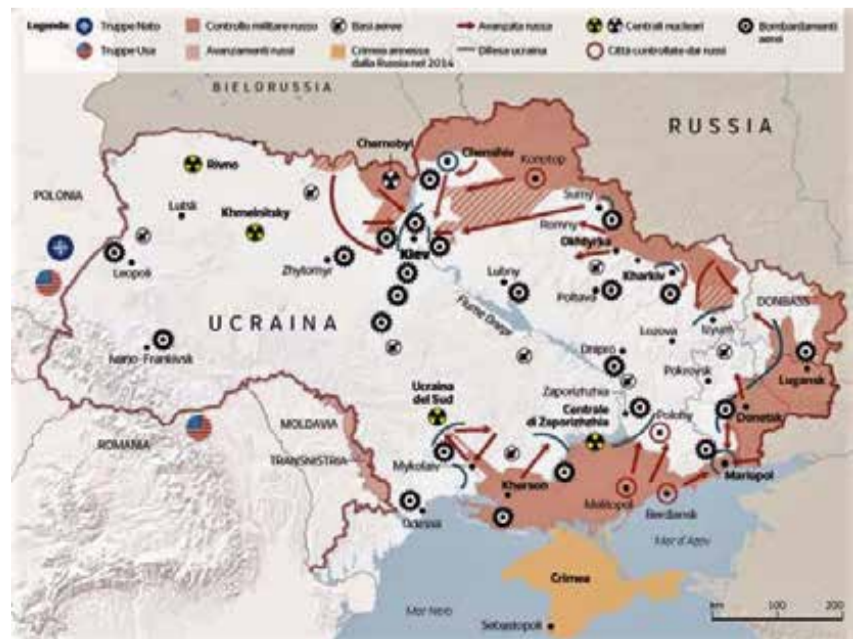 Legenda:
Truppe Nato
Controllo militare russo
Basi aeree
Avanzata russa
Centrali nucleari
Bombardamenti
aerei
Truppe Usa
Avanzamenti russi
Crimea annessa
dalla Russia nel 2014
Difesa ucraina
Città controllate dai russi
BIELORUSSIA
RUSSIA
Chernobyl
Chernihiv
Konotop
Rivno
POLONIA
Lutsk
Khmelnitsky
Sumy
Romny
Okhtyrka
Kiev
Leopoli
Zhytomyr
Lubny
Kharkiv
Poltava
DONBASS
UCRAINA
Fiume Dnepr
Lozova
Izyum
Ivano-Frankivsk
Dnipro
Pokrovsk
Lugansk
Ucraina
del Sud
Zaporizhzhia
Centrale
di Zaporizhzhia
Polohy
Donetsk
MOLDAVIA
ROMANIA
TRANSNISTRIA
Mykolaiv
Kherson
Melitopol
Mariupol
Berdiansk
Odessa
Mar d'Azov
Crimea
Mar Nero
Sebastopoli
km
100
200